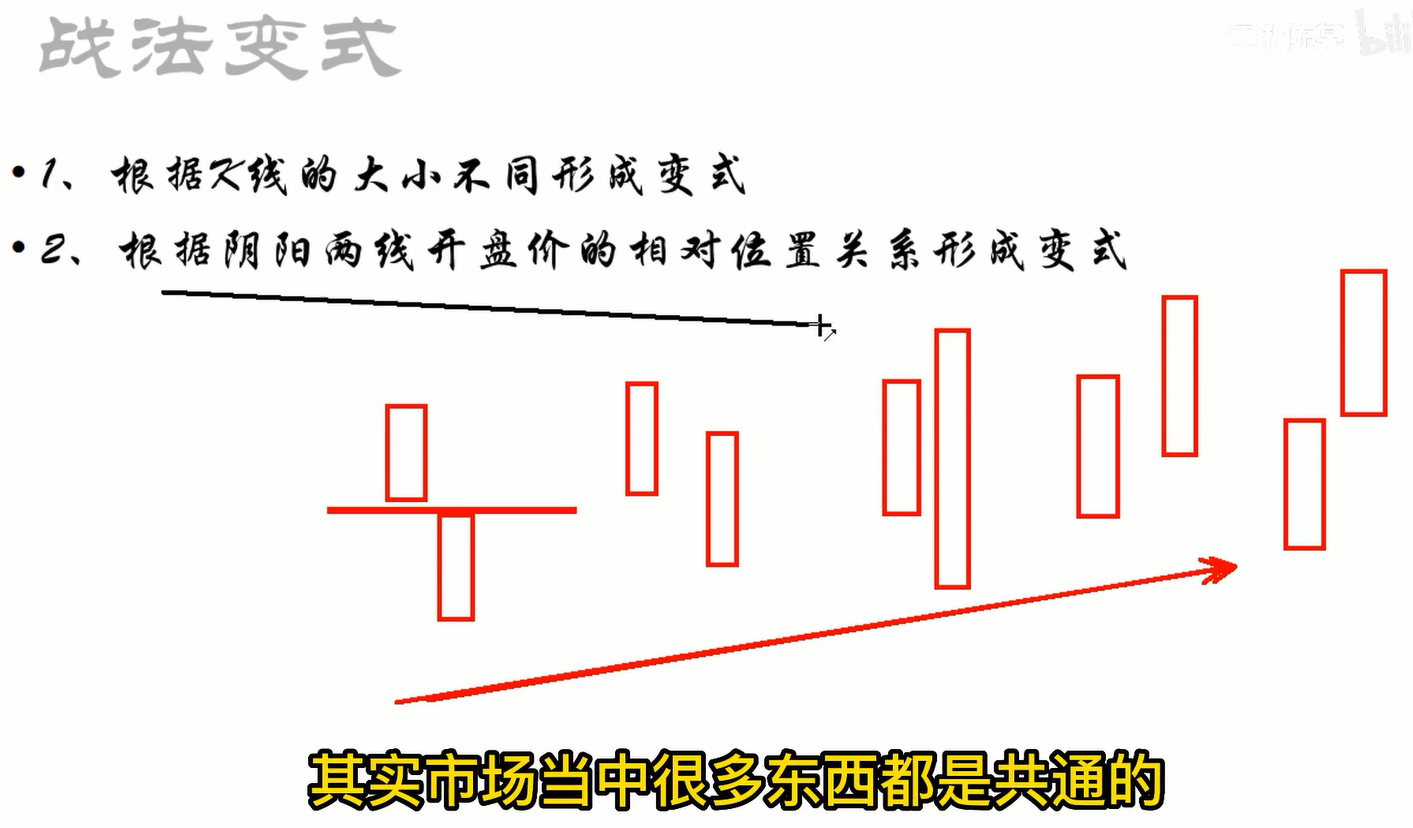 战法变式
• 1、根据K线的大小不同形成变式
• 2、根据阴阳两线开盘价的相对位置关系形成变式
其实市场当中很多东西都是共通的